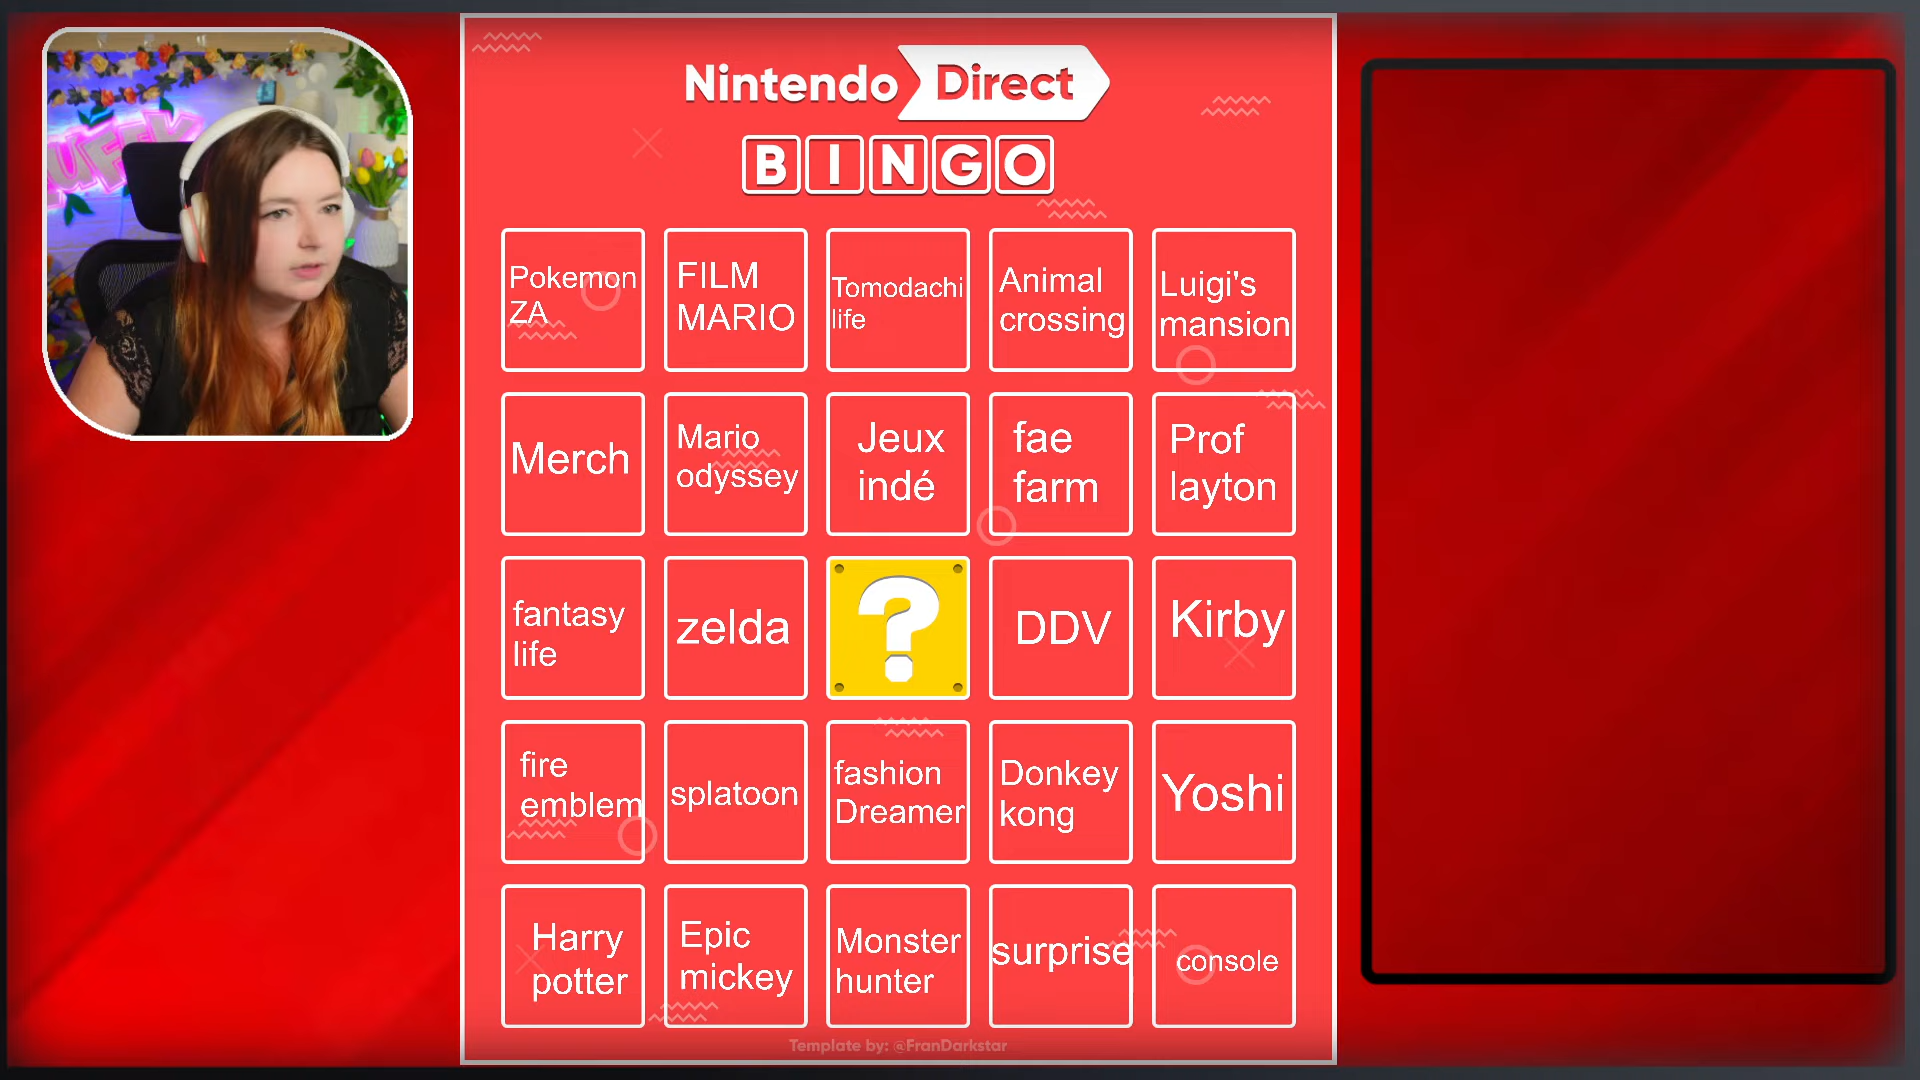 Nintendo Direct
BINGO
Pokemon
ZA
FILM
MARIO
Tomodachi
life
Animal
crossing
Luigi's
mansion
Merch
Mario
odyssey
Jeux
indé
fae
farm
Prof
layton
fantasy
life
zelda
?
DDV
Kirby
fire
emblem
splatoon
fashion
Dreamer
Donkey
kong
Yoshi
Harry
potter
Epic
mickey
Monster
hunter
surprise
console
Template by: @FranDarkstar